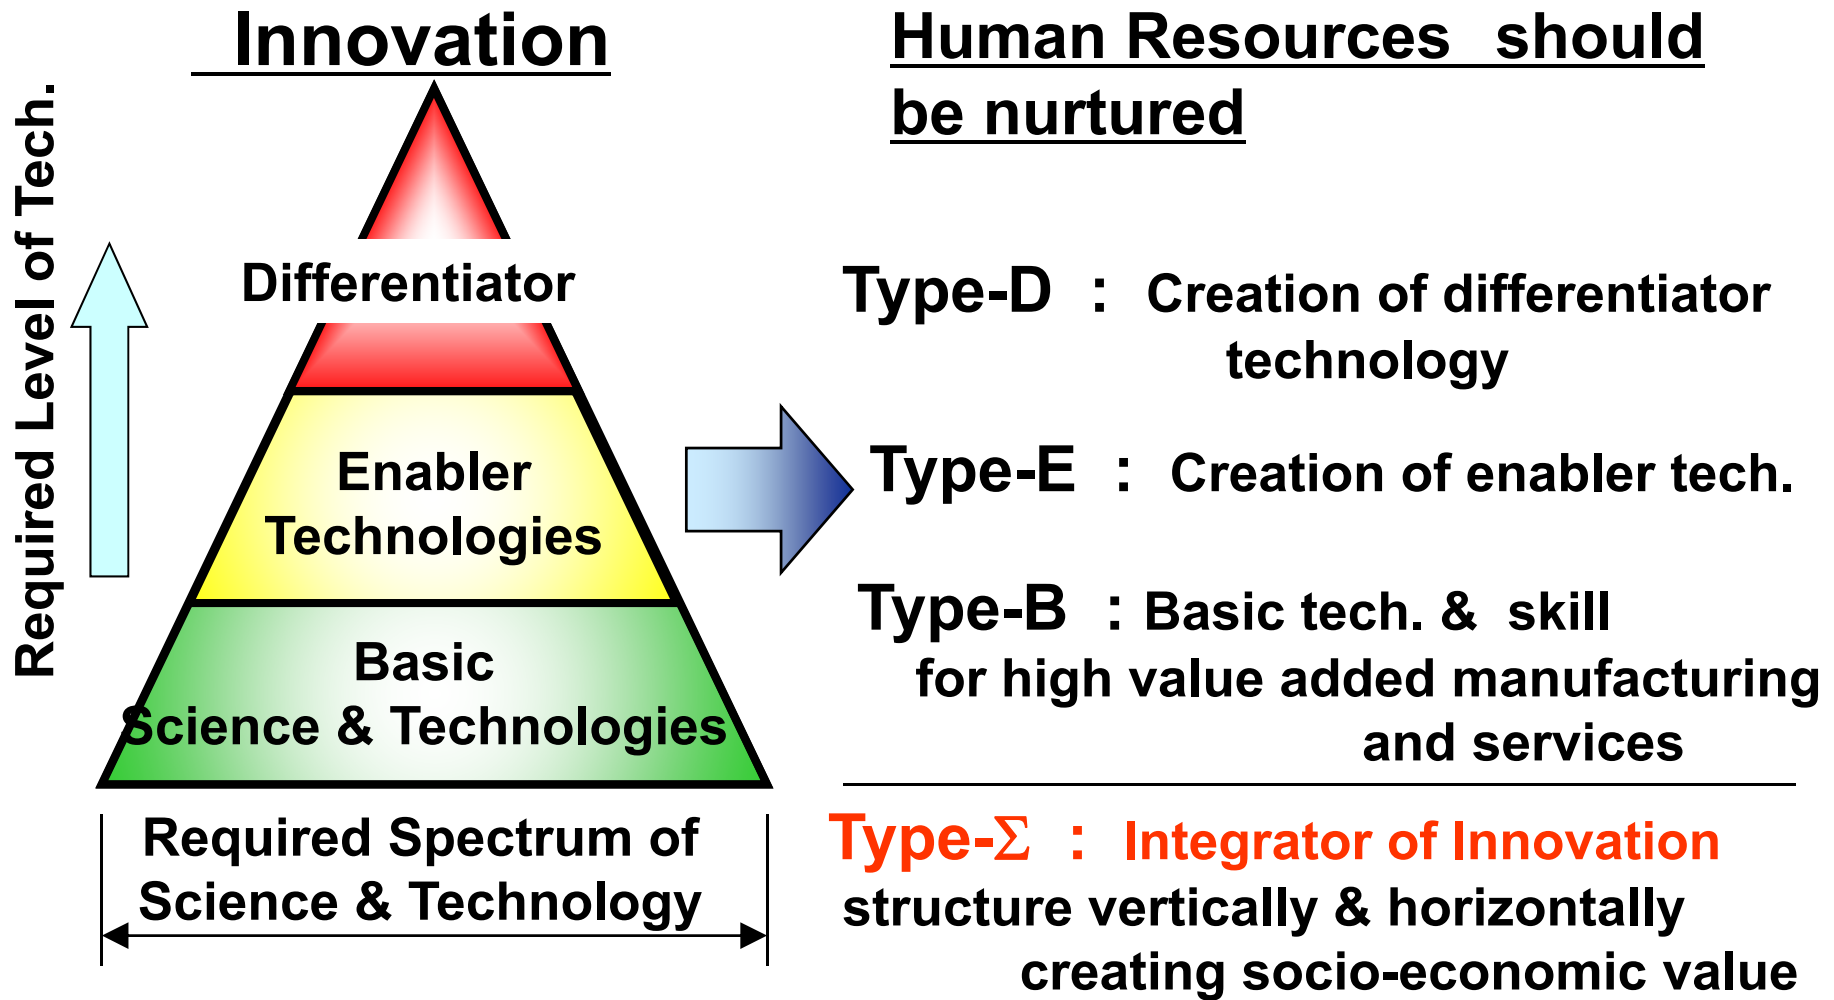 Innovation
Required Level of Tech.
Differentiator
Enabler
Technologies
Basic
Science & Technologies
Required Spectrum of
Science & Technology
Human Resources should
be nurtured
Type-D : Creation of differentiator
technology
Type-E : Creation of enabler tech.
Type-B : Basic tech. & skill
for high value added manufacturing
and services
Type-Σ : Integrator of Innovation
structure vertically & horizontally
creating socio-economic value